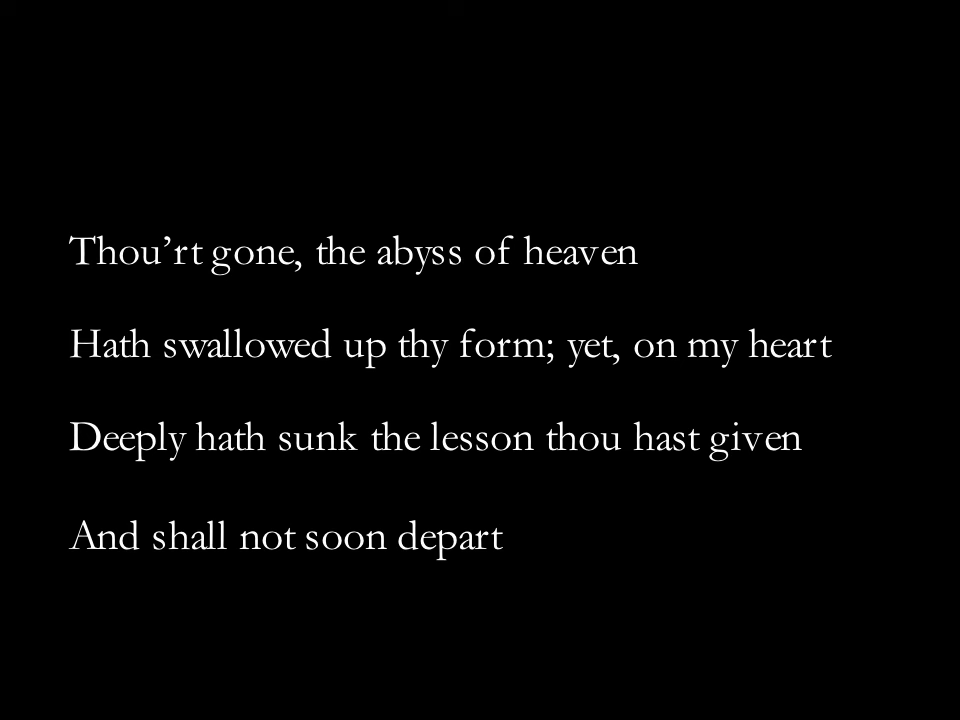 Thou’rt gone, the abyss of heaven
Hath swallowed up thy form; yet, on my heart
Deeply hath sunk the lesson thou hast given
And shall not soon depart